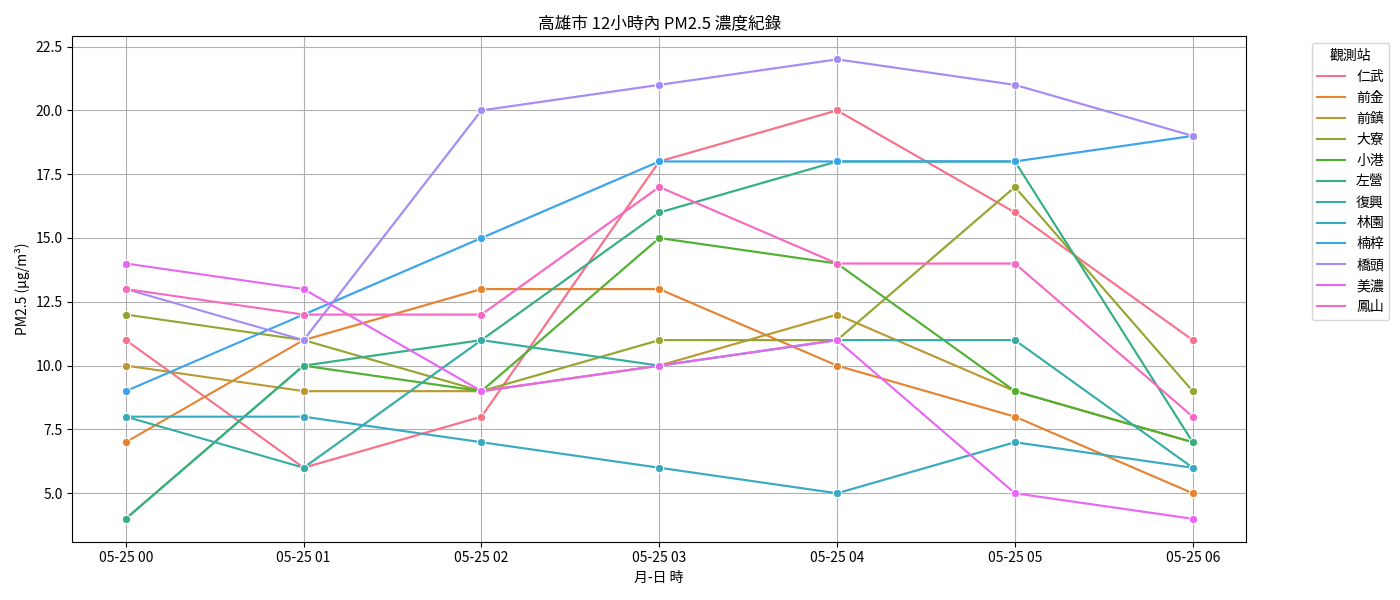 高雄市 12小時內 PM2.5 濃度紀錄
PM2.5 (μg/m³)
22.5
20.0
17.5
15.0
12.5
10.0
7.5
5.0
05-25 00
05-25 01
05-25 02
05-25 03
05-25 04
05-25 05
05-25 06
月-日 時
觀測站
仁武
前金
前鎮
大寮
小港
左營
復興
林園
楠梓
橋頭
美濃
鳳山